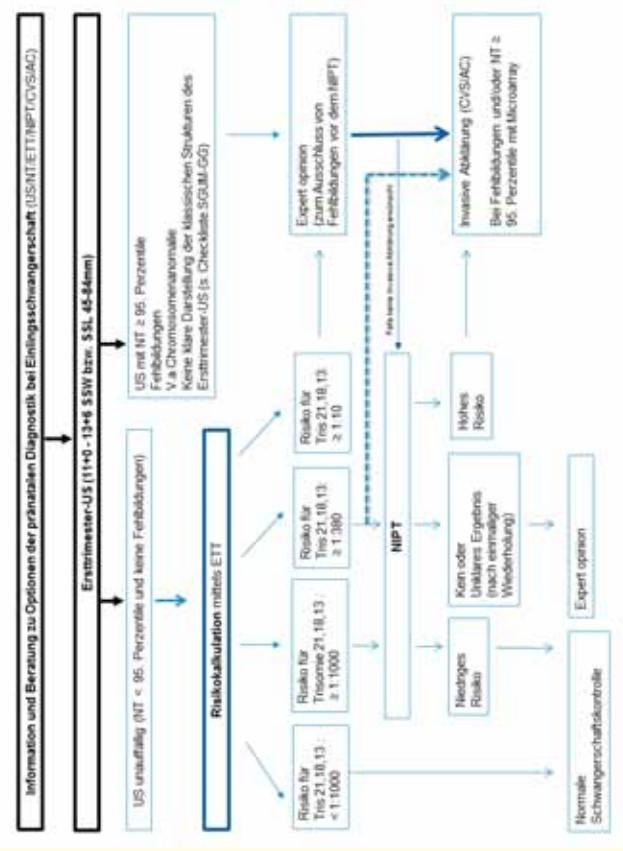 Information und Beratung zu Optionen der pränatalen Diagnostik bei Einlingsschwangerschaft (US/NT/ETT/NIPT/CVS/AC)
Ersttrimester-US (11+0 - 13+6 SSW bzw. SSL 45-84mm)
US unauffällig (NT < 95. Perzentile und keine Fehlbildungen)
US mit NT ≥ 95. Perzentile
Fehlbildungen
V.a Chromosomenanomalie
Keine klare Darstellung der klassischen Strukturen des
Ersttrimester-US (s. Checkliste SGUM-GG)
Risikokalkulation mittels ETT
Risiko für
Tris 21,18,13 :
< 1:1000
Risiko für
Trisomie 21,18,13 :
≥ 1:1000
Risiko für
Tris 21,18,13:
≥ 1:380
Risiko für
Tris 21,18,13:
≥ 1:10
Expert opinion
(zum Ausschluss von
Fehlbildungen vor dem NIPT)
Falls keine Invasive Abklärung erwünscht
NIPT
Niedriges
Risiko
Kein oder
Unklares Ergebnis
(nach einmaliger
Wiederholung)
Hohes
Risiko
Invasive Abklärung (CVS/AC)
Bei Fehlbildungen und/oder NT ≥
95. Perzentile mit Microarray
Normale
Schwangerschaftskontrolle
Expert opinion